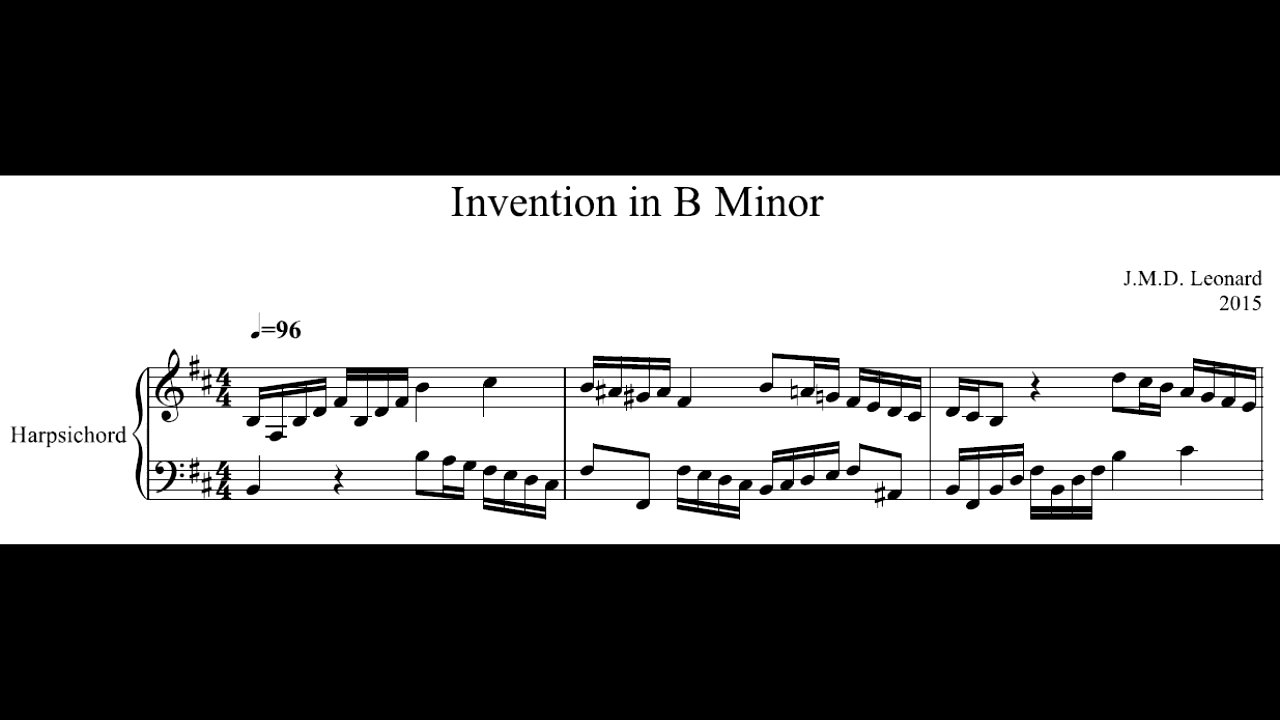 Invention in B Minor
J.M.D. Leonard
2015
♩=96
Harpsichord